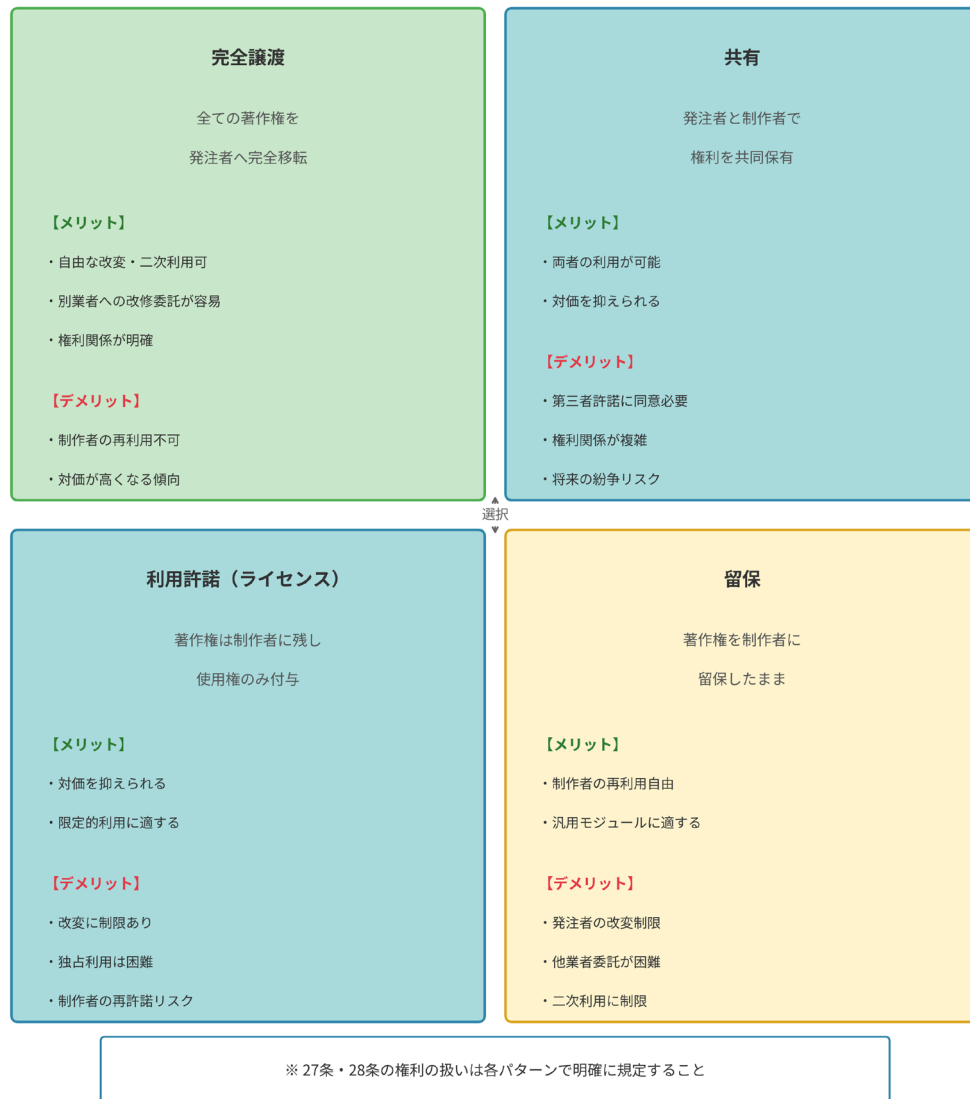 完全譲渡
全ての著作権を
発注者へ完全移転
【メリット】
・自由な改変・二次利用可
・別業者への改修委託が容易
・権利関係が明確
【デメリット】
・制作者の再利用不可
・対価が高くなる傾向
共有
発注者と制作者で
権利を共同保有
【メリット】
・両者の利用が可能
・対価を抑えられる
【デメリット】
・第三者許諾に同意必要
・権利関係が複雑
・将来の紛争リスク
選択
利用許諾（ライセンス）
著作権は制作者に残し
使用権のみ付与
【メリット】
・対価を抑えられる
・限定的利用に適する
【デメリット】
・改変に制限あり
・独占利用は困難
・制作者の再許諾リスク
留保
著作権を制作者に
留保したまま
【メリット】
・制作者の再利用自由
・汎用モジュールに適する
【デメリット】
・発注者の改変制限
・他業者委託が困難
・二次利用に制限
※ 27条・28条の権利の扱いは各パターンで明確に規定すること